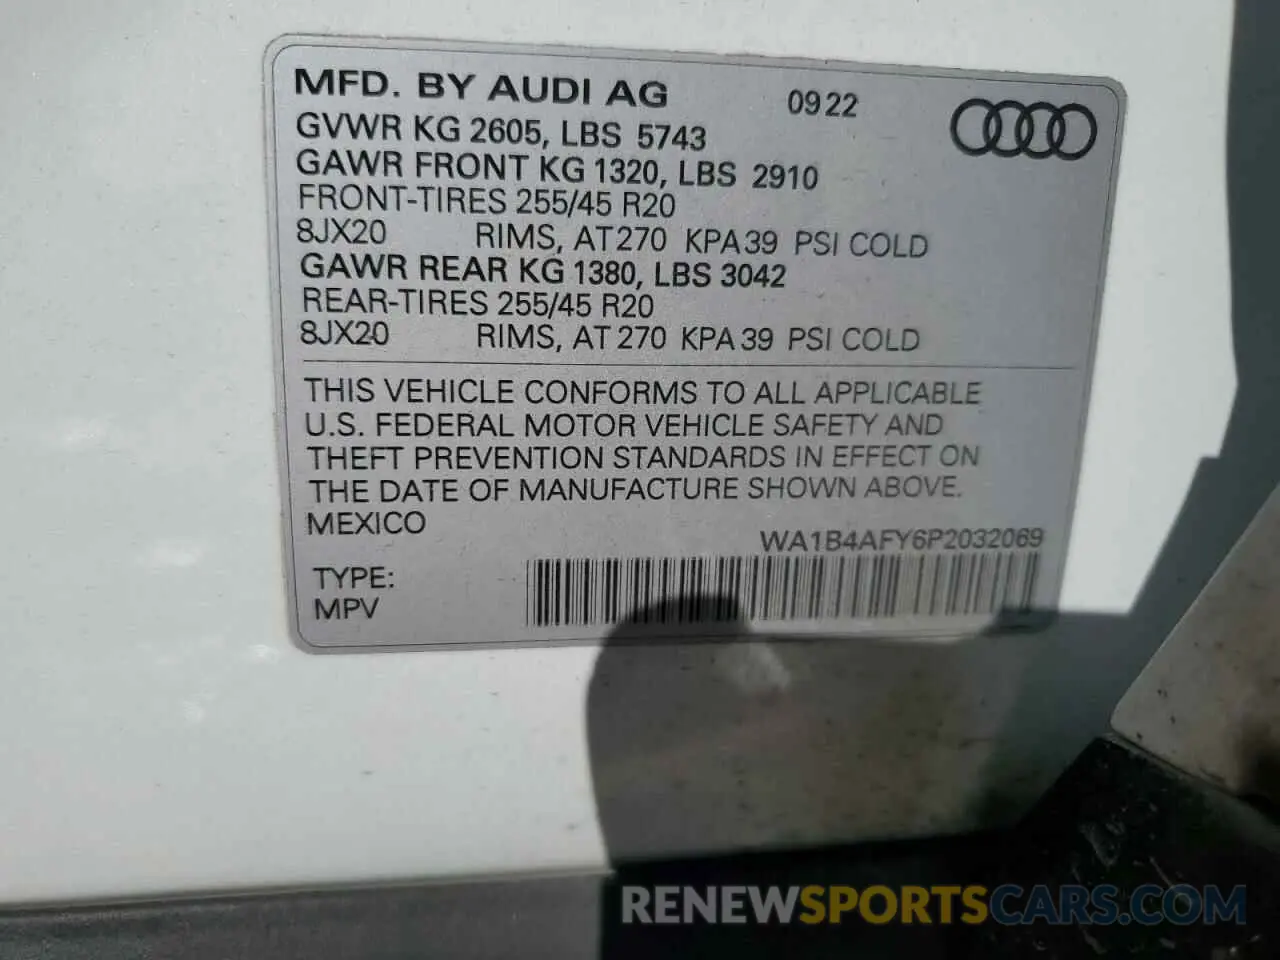 MFD. BY AUDI AG 09 22
GVWR KG 2605, LBS 5743
GAWR FRONT KG 1320, LBS 2910
FRONT-TIRES 255/45 R20
8JX20 RIMS, AT 270 KPA 39 PSI COLD
GAWR REAR KG 1380, LBS 3042
REAR-TIRES 255/45 R20
8JX20 RIMS, AT 270 KPA 39 PSI COLD
THIS VEHICLE CONFORMS TO ALL APPLICABLE
U.S. FEDERAL MOTOR VEHICLE SAFETY AND
THEFT PREVENTION STANDARDS IN EFFECT ON
THE DATE OF MANUFACTURE SHOWN ABOVE.
MEXICO
WA1B4AFY6P2032069
TYPE:
MPV
RENEWSPORTSCARS.COM